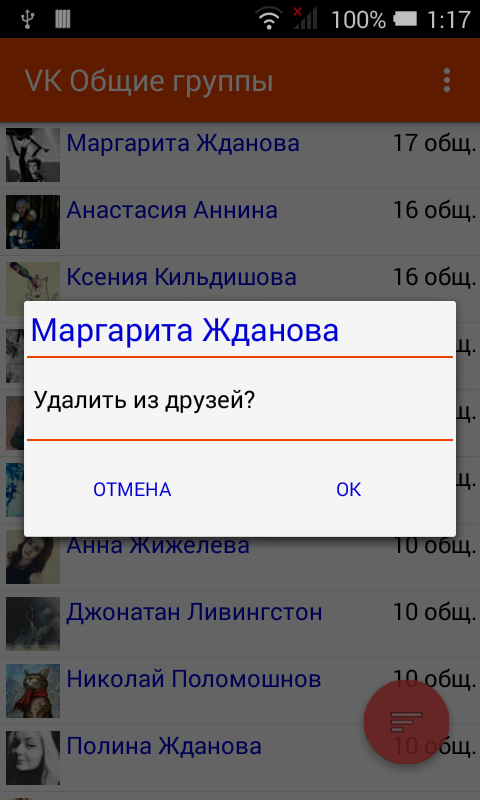 100% 1:17
VK Общие группы
Маргарита Жданова 17 общ.
Анастасия Аннина 16 общ.
Ксения Кильдишова 16 общ.
Маргарита Жданова
Удалить из друзей?
ОТМЕНА ОК
Анна Жижелева 10 общ.
Джонатан Ливингстон 10 общ.
Николай Поломошнов 10 общ.
Полина Жданова 10 общ.